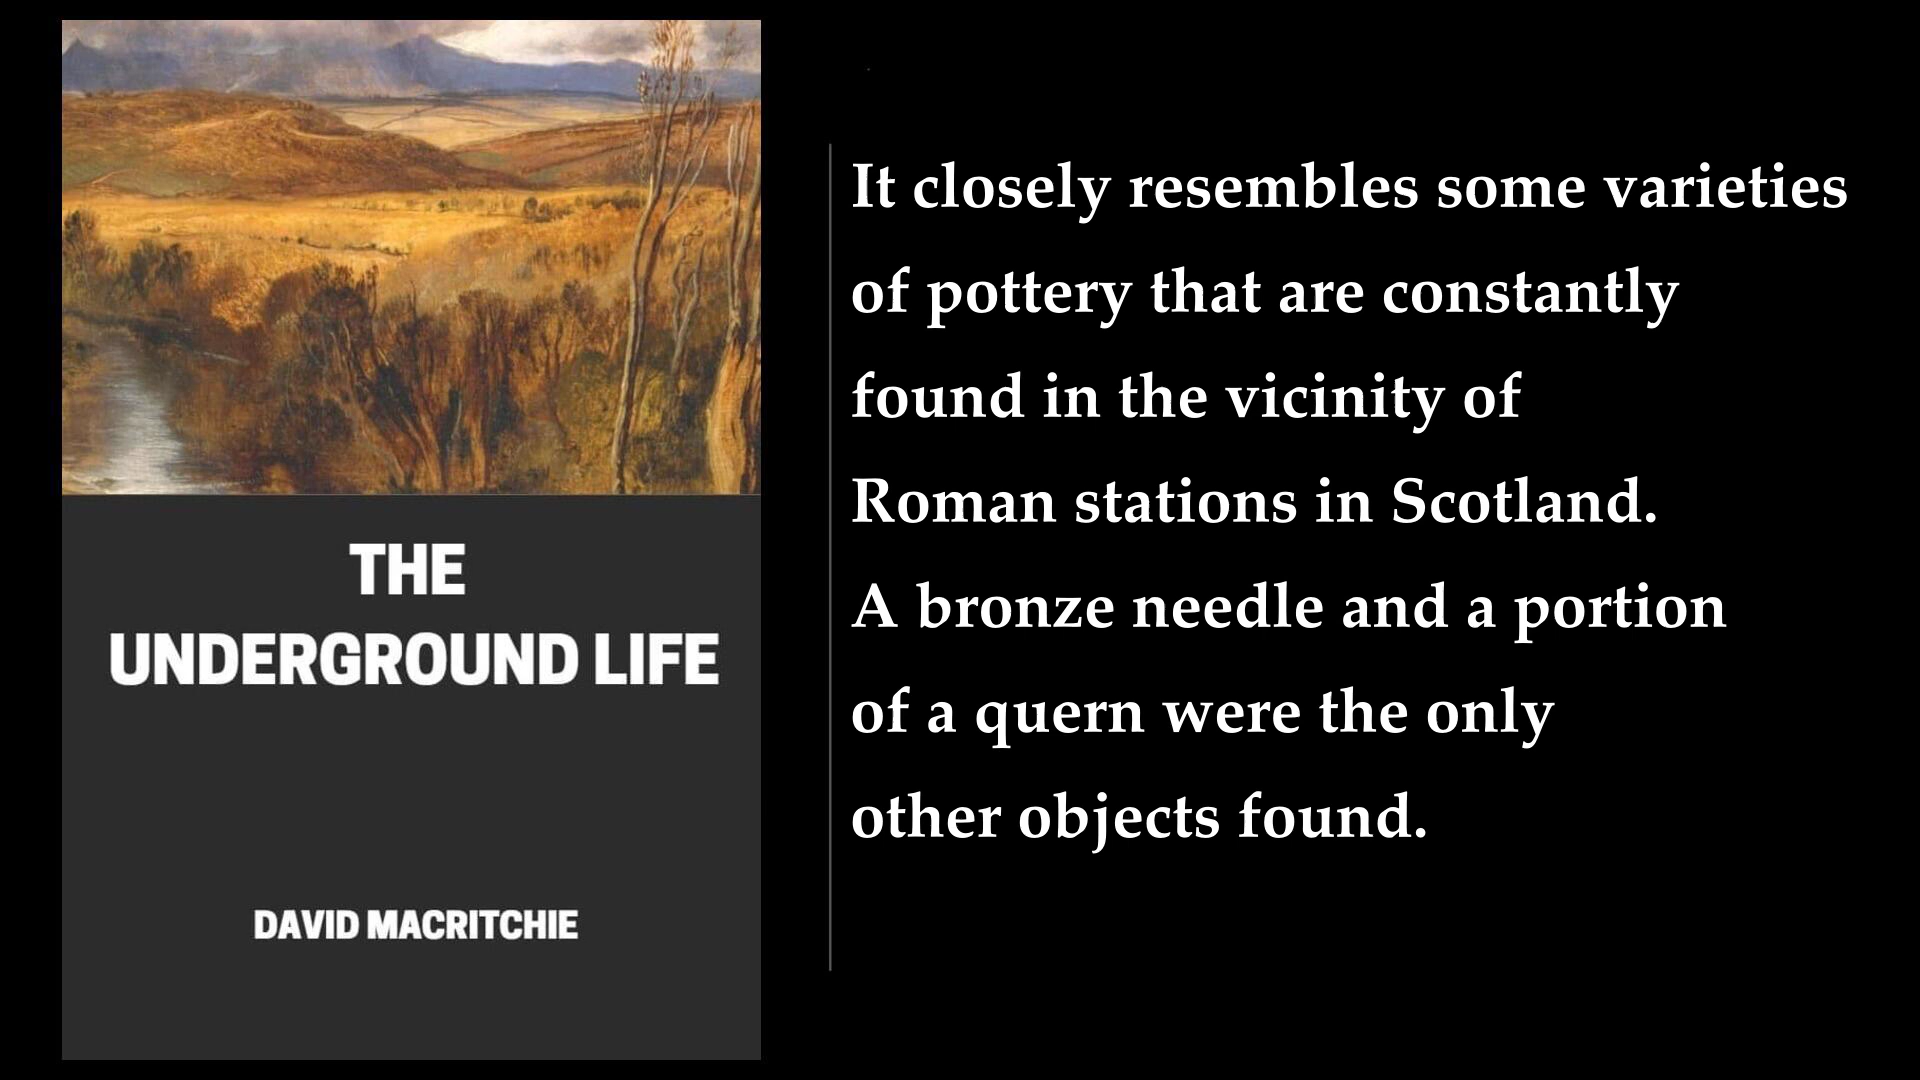 THE
UNDERGROUND LIFE
DAVID MACRITCHIE
It closely resembles some varieties
of pottery that are constantly
found in the vicinity of
Roman stations in Scotland.
A bronze needle and a portion
of a quern were the only
other objects found.